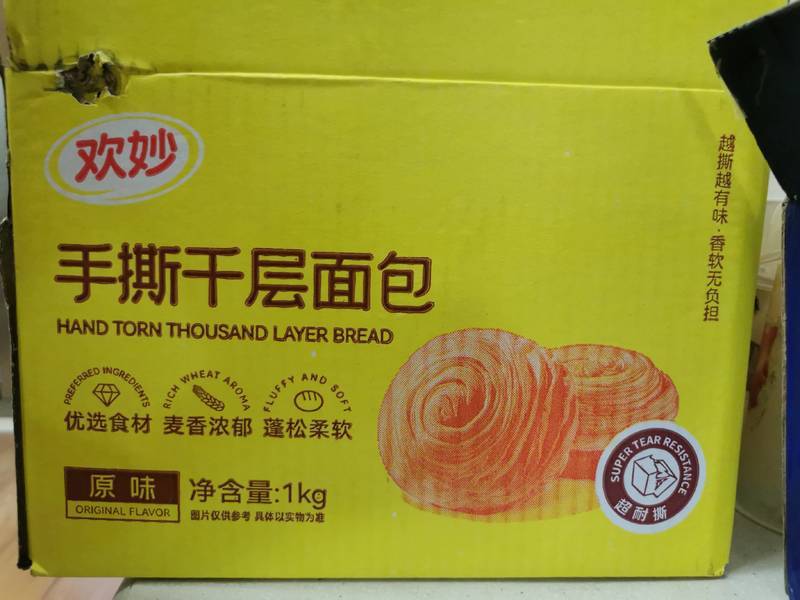 欢妙
越撕越有味·香软无负担
手撕千层面包
HAND TORN THOUSAND LAYER BREAD
PREFERRED INGREDIENTS
RICH WHEAT AROMA
FLUFFY AND SOFT
优选食材 麦香浓郁 蓬松柔软
SUPER TEAR RESISTANCE
超耐撕
原味
ORIGINAL FLAVOR
净含量:1kg
图片仅供参考 具体以实物为准